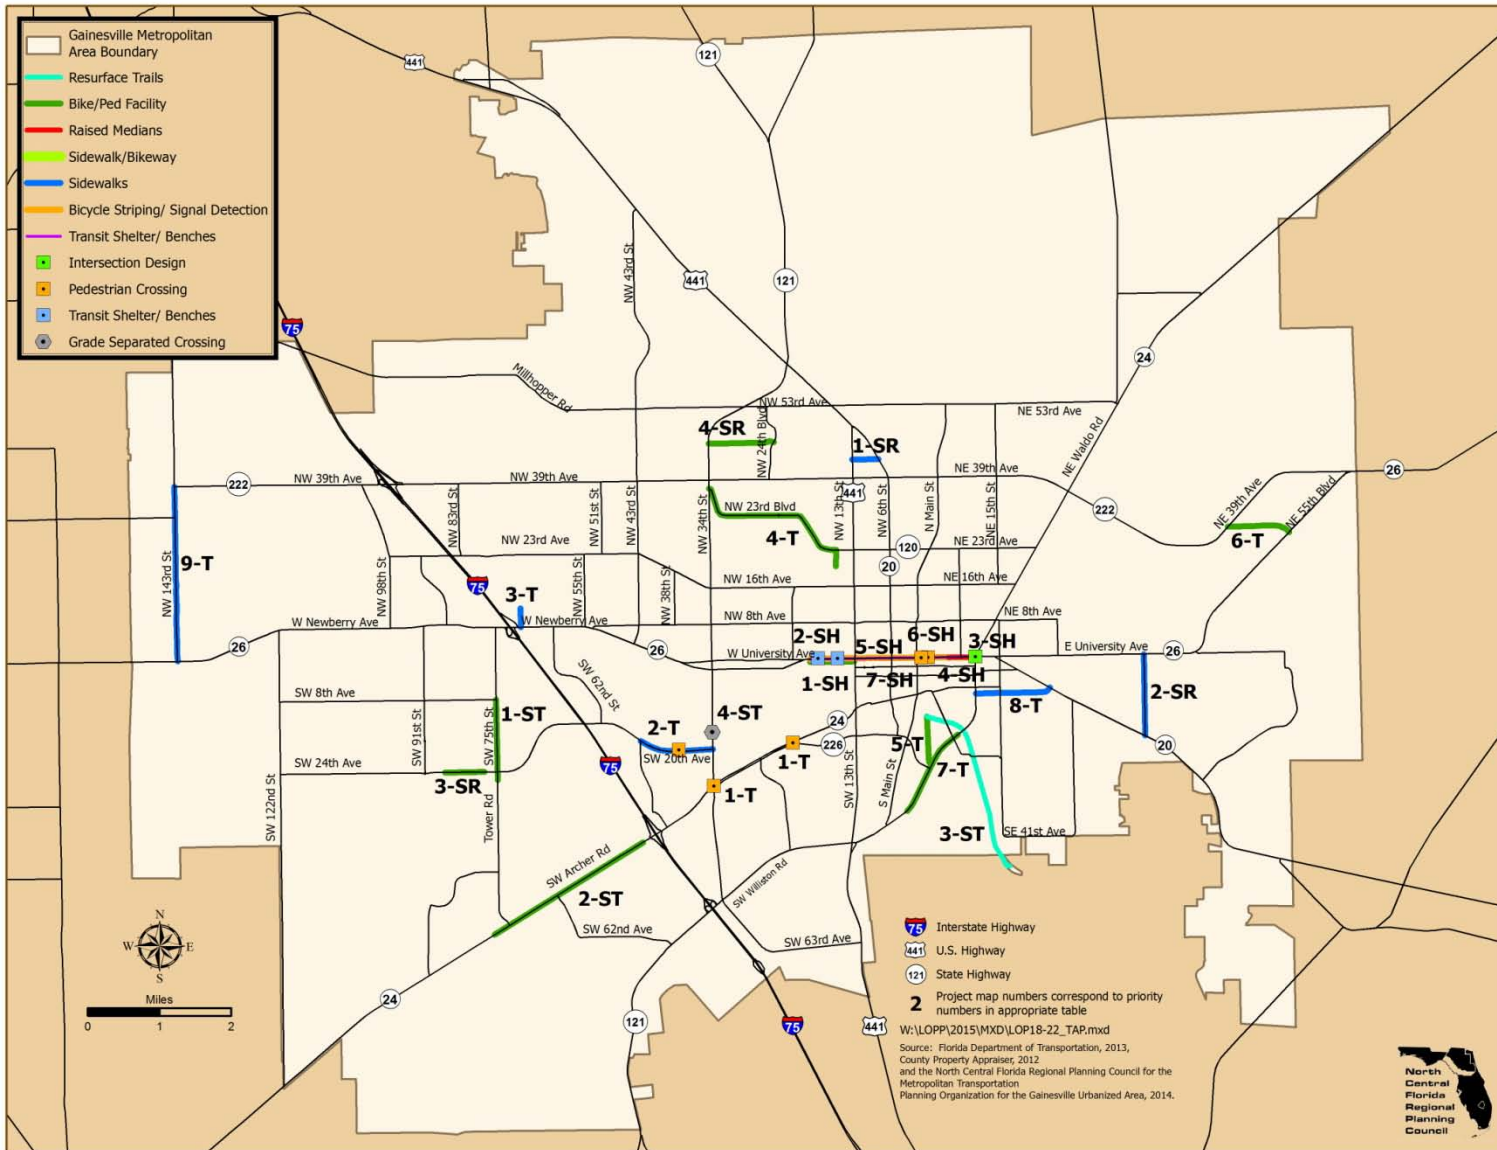 Gainesville Metropolitan
Area Boundary
Resurface Trails
Bike/Ped Facility
Raised Medians
Sidewalk/Bikeway
Sidewalks
Bicycle Striping/ Signal Detection
Transit Shelter/ Benches
Intersection Design
Pedestrian Crossing
Transit Shelter/ Benches
Grade Separated Crossing
441
121
NW 43rd St
441
121
75
24
Millhopper Rd
NW 53rd Ave
NE 53rd Ave
4-SR
NW 24th Blvd
1-SR
NE Waldo Rd
222
NW 39th Ave
NW 39th Ave
NE 39th Ave
26
441
NW 83rd St
NW 51st St
NW 43rd St
NW 34th St
NW 23rd Blvd
4-T
NW 13th St
NW 6th St
N Main St
NE 15th St
222
NE 39th Ave
NE 55th Blvd
6-T
9-T
NW 143rd St
NW 98th St
NW 23rd Ave
120
NE 23rd Ave
20
75
NW 55th St
NW 38th St
NW 16th Ave
NE 16th Ave
3-T
W Newberry Ave
W Newberry Ave
NW 8th Ave
NE 8th Ave
26
26
W University Ave
2-SH
5-SH
6-SH
3-SH
E University Ave
26
1-SH
7-SH
4-SH
2-SR
SW 8th Ave
SW 62nd St
8-T
SW 91st St
SW 75th St
1-ST
2-T
4-ST
24
226
SW 20th Ave
1-T
5-T
7-T
20
SW 24th Ave
3-SR
75
1-T
SW 13th St
S Main St
SW 122nd St
Tower Rd
3-ST
SE 41st Ave
SW Archer Rd
2-ST
SW Williston Rd
SW 62nd Ave
SW 63rd Ave
24
121
75
441
N
W
E
S
Miles
0
1
2
75
Interstate Highway
441
U.S. Highway
121
State Highway
2
Project map numbers correspond to priority
numbers in appropriate table
W:\LOPP\2015\MXD\LOP18-22_TAP.mxd
Source: Florida Department of Transportation, 2013,
County Property Appraiser, 2012
and the North Central Florida Regional Planning Council for the
Metropolitan Transportation
Planning Organization for the Gainesville Urbanized Area, 2014.
North
Central
Florida
Regional
Planning
Council